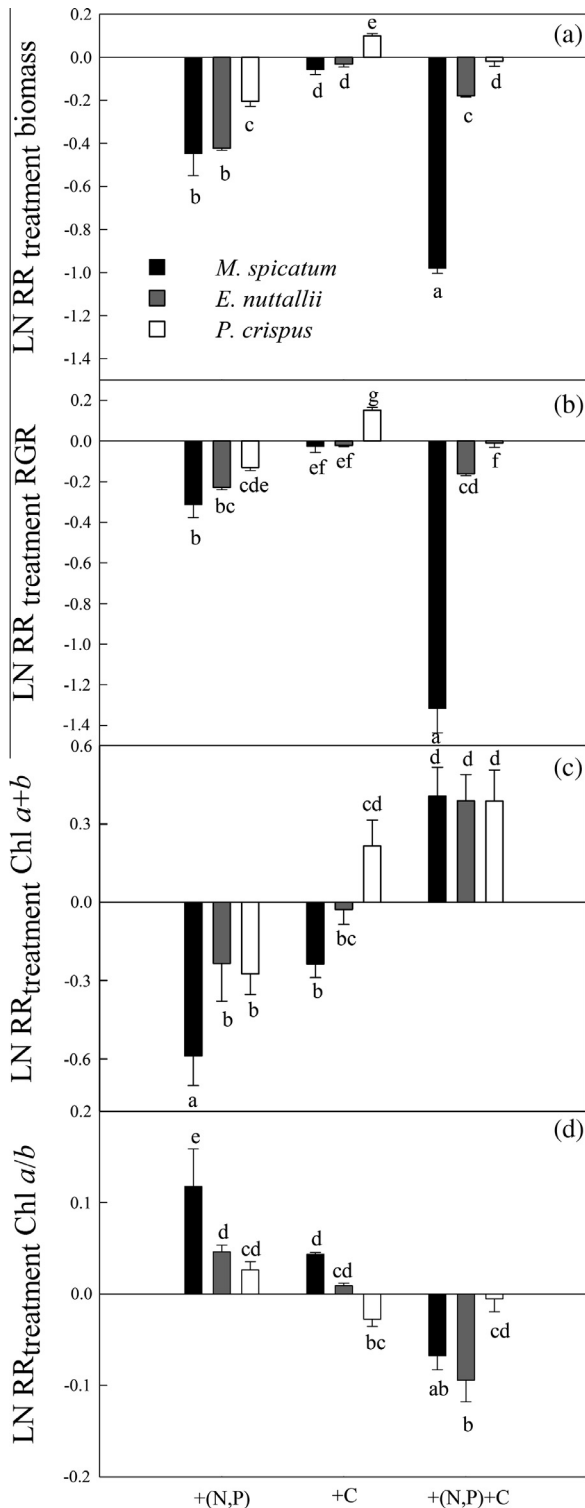 0.2
0.0
-0.2
-0.4
-0.6
-0.8
-1.0
-1.2
-1.4
LN RR treatment biomass
(a)
b
b
c
d
d
e
a
c
d
M. spicatum
E. nuttallii
P. crispus
0.2
0.0
-0.2
-0.4
-0.6
-0.8
-1.0
-1.2
-1.4
LN RR treatment RGR
(b)
b
bc
cde
ef
ef
g
a
cd
f
0.6
0.3
0.0
-0.3
-0.6
LN RR treatment Chl a+b
(c)
a
b
b
b
bc
cd
d
d
d
0.2
0.1
0.0
-0.1
-0.2
LN RR treatment Chl a/b
(d)
e
d
cd
d
cd
bc
ab
b
cd
+(N,P)
+C
+(N,P)+C